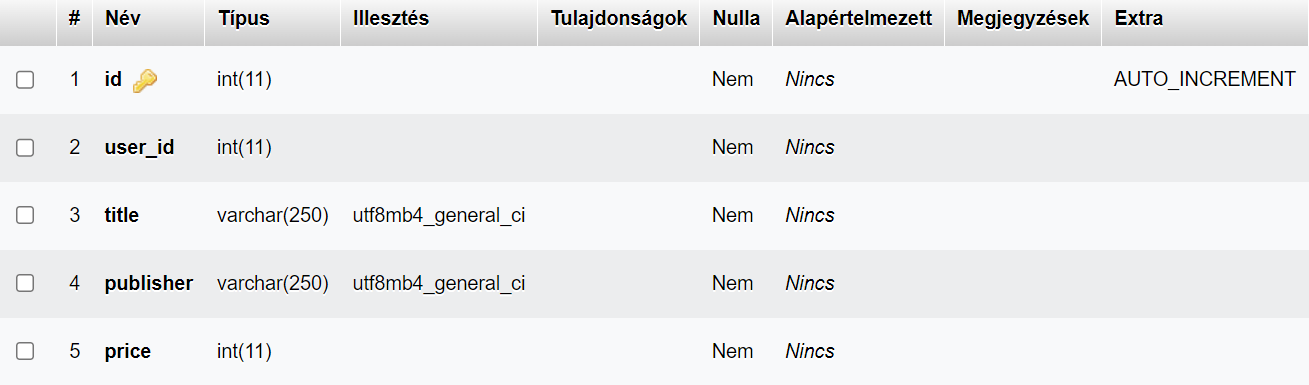 # Név Típus Illesztés Tulajdonságok Nulla Alapértelmezett Megjegyzések Extra
1 id int(11) Nem Nincs AUTO_INCREMENT
2 user_id int(11) Nem Nincs
3 title varchar(250) utf8mb4_general_ci Nem Nincs
4 publisher varchar(250) utf8mb4_general_ci Nem Nincs
5 price int(11) Nem Nincs